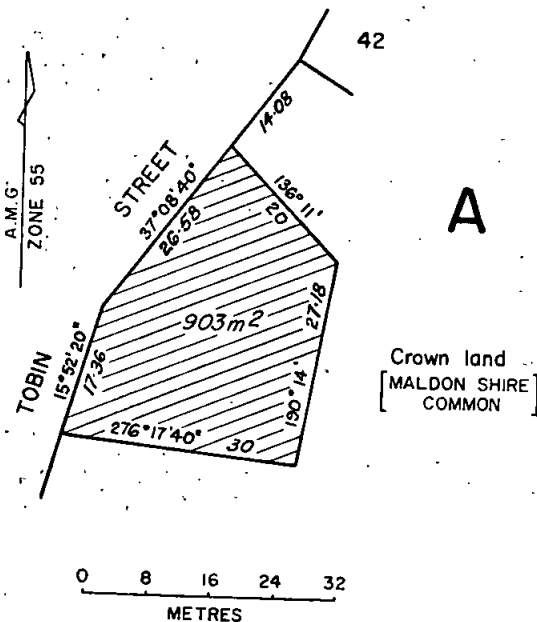 42
A.M.G
ZONE 55
14·08
STREET
37°08'40"
26·58
136°11'
20
A
903m2
27·18
190°14'
TOBIN
15°52'20"
17·36
276°17'40"
30
Crown land
[MALDON SHIRE
COMMON]
0 8 16 24 32
METRES